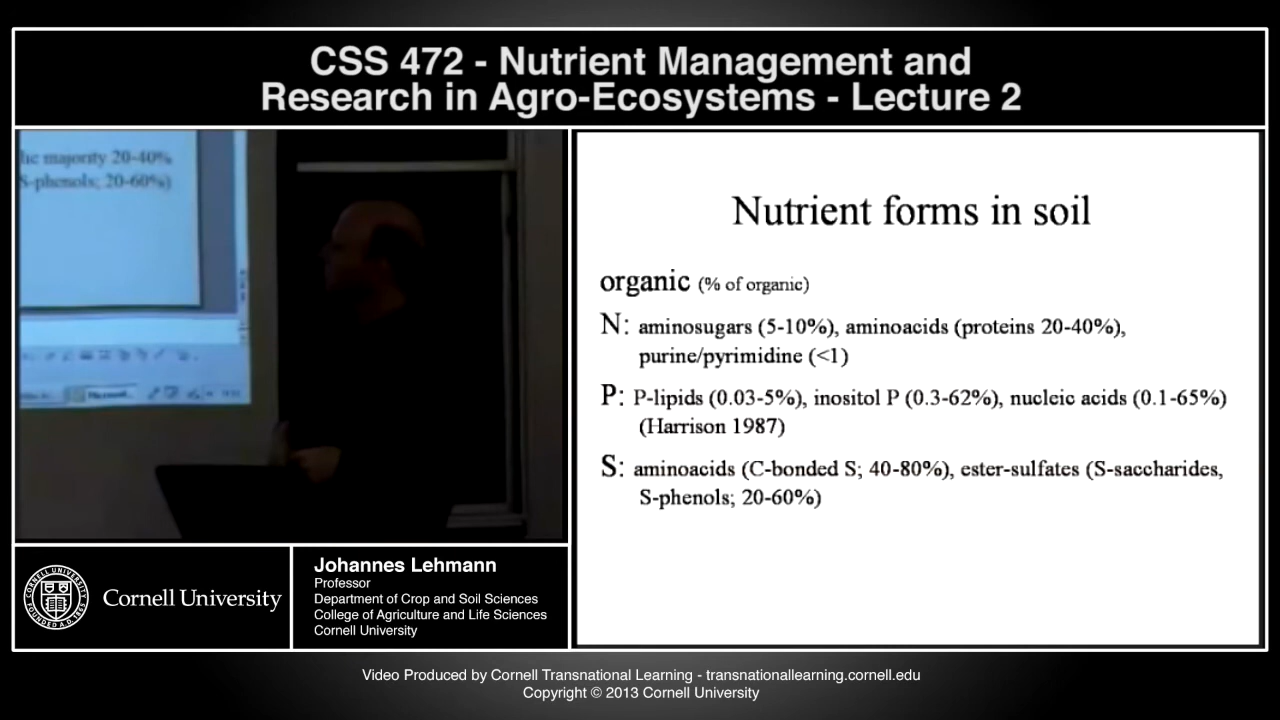 CSS 472 - Nutrient Management and
Research in Agro-Ecosystems - Lecture 2
majority 20-40%
S-phenols; 20-60%)
Nutrient forms in soil
organic (% of organic)
N: aminosugars (5-10%), aminoacids (proteins 20-40%),
purine/pyrimidine (<1)
P: P-lipids (0.03-5%), inositol P (0.3-62%), nucleic acids (0.1-65%)
(Harrison 1987)
S: aminoacids (C-bonded S; 40-80%), ester-sulfates (S-saccharides,
S-phenols; 20-60%)
Cornell University
Johannes Lehmann
Professor
Department of Crop and Soil Sciences
College of Agriculture and Life Sciences
Cornell University
Video Produced by Cornell Transnational Learning - transnationallearning.cornell.edu
Copyright © 2013 Cornell University